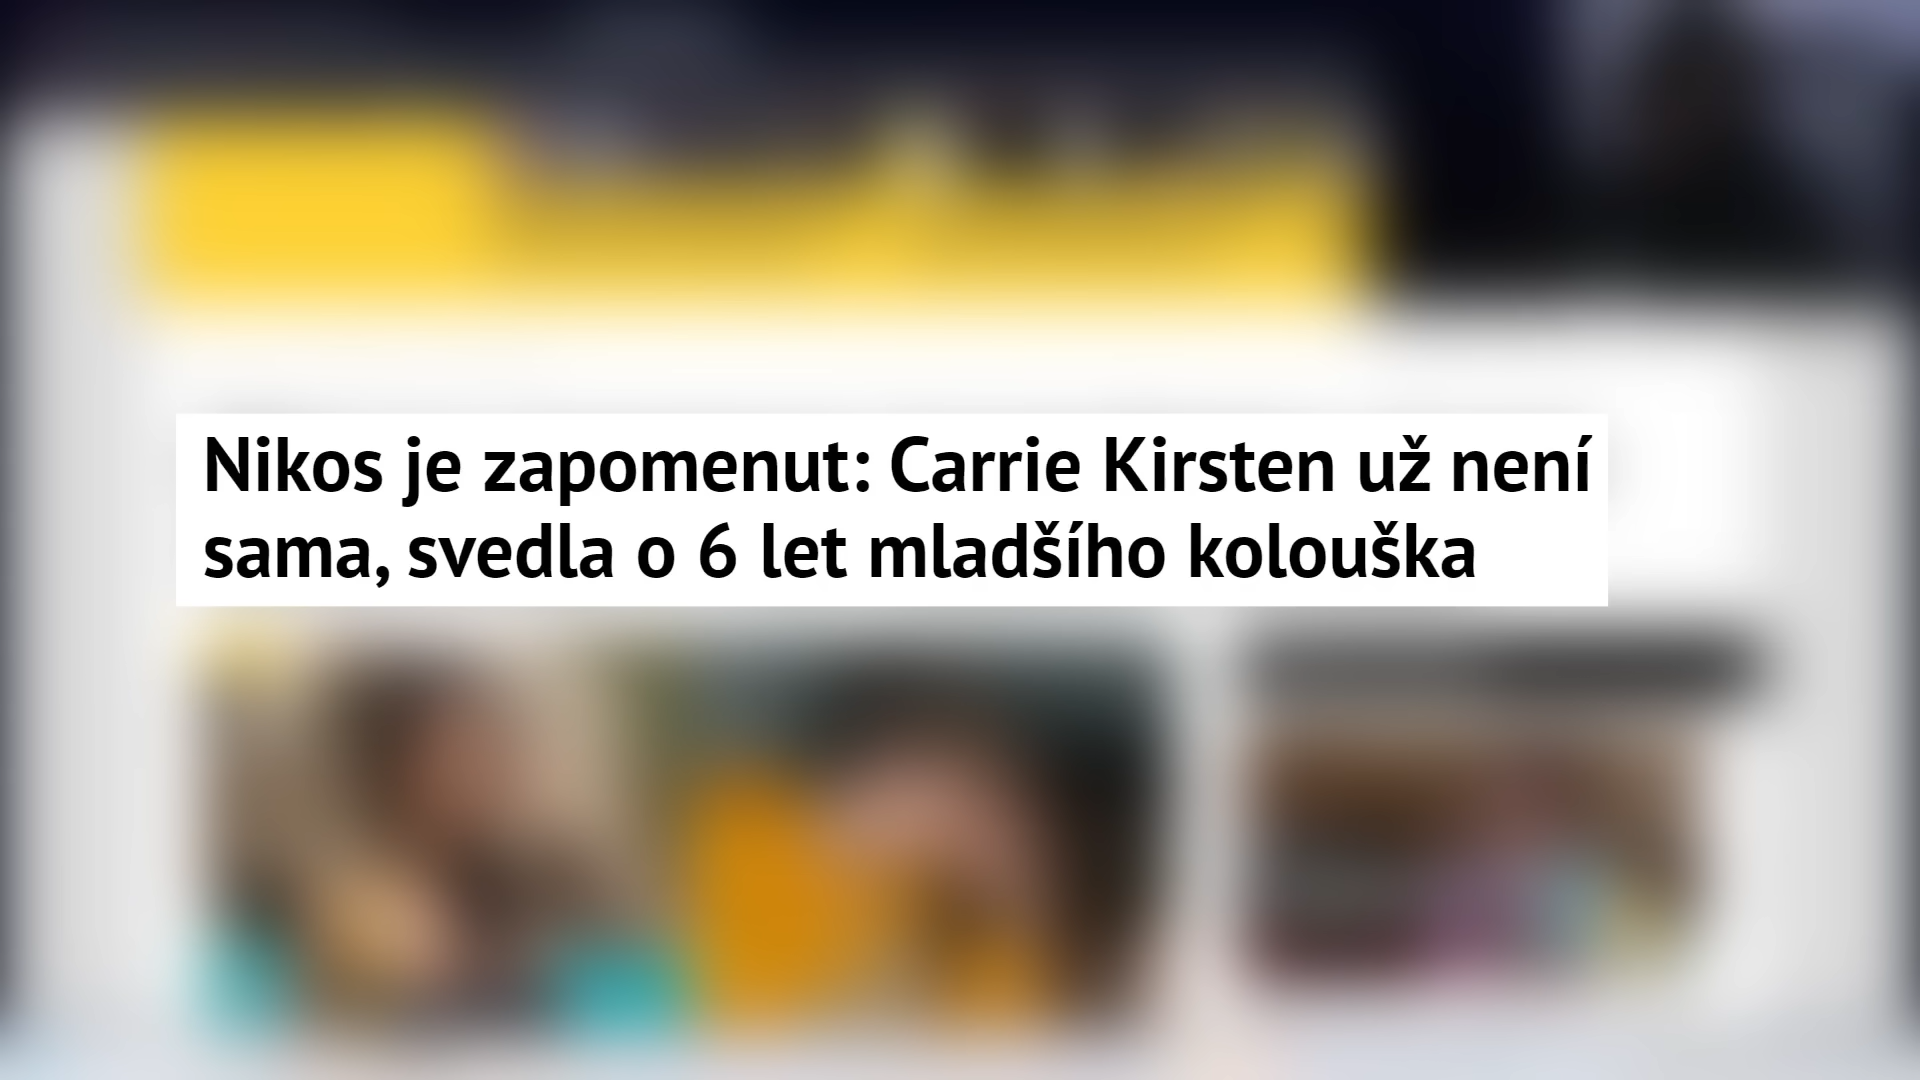 Nikos je zapomenut: Carrie Kirsten už není
sama, svedla o 6 let mladšího kolouška